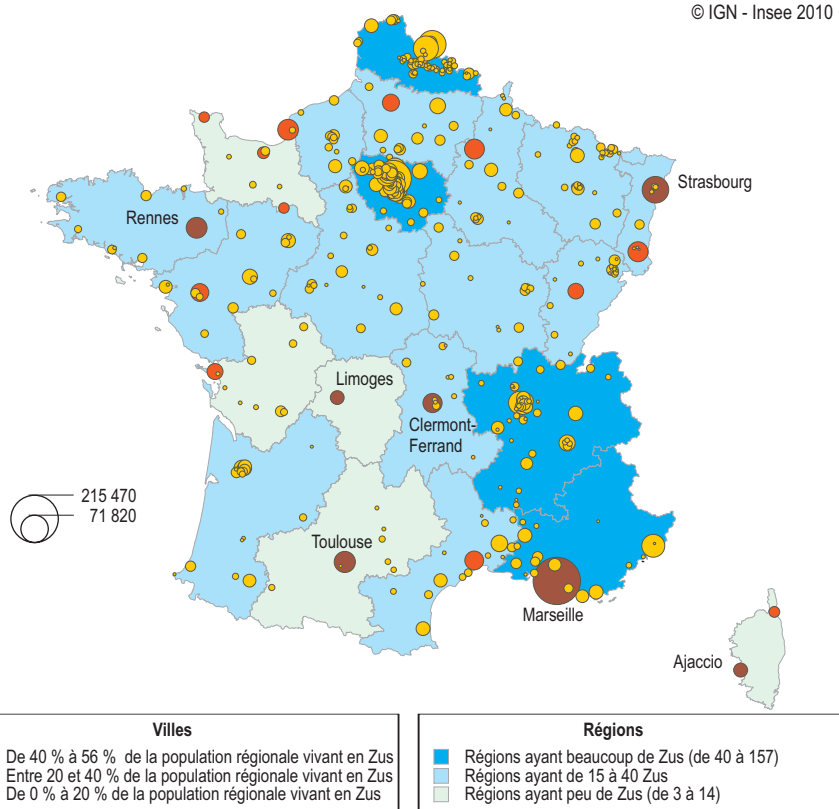 © IGN - Insee 2010
Strasbourg
Rennes
Limoges
Clermont-
Ferrand
215 470
71 820
Toulouse
Marseille
Ajaccio
Villes
De 40 % à 56 % de la population régionale vivant en Zus
Entre 20 et 40 % de la population régionale vivant en Zus
De 0 % à 20 % de la population régionale vivant en Zus
Régions
Régions ayant beaucoup de Zus (de 40 à 157)
Régions ayant de 15 à 40 Zus
Régions ayant peu de Zus (de 3 à 14)